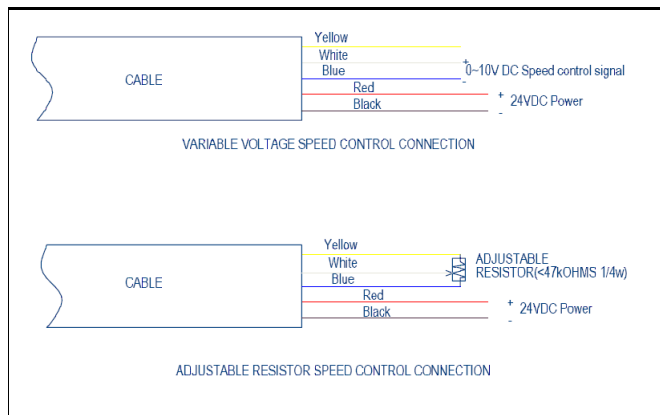 Yellow
White
Blue
+
0~10V DC Speed control signal
-
CABLE
Red
+
24VDC Power
Black
-
VARIABLE VOLTAGE SPEED CONTROL CONNECTION
Yellow
White
ADJUSTABLE
RESISTOR(<47kOHMS 1/4w)
Blue
CABLE
Red
+
24VDC Power
Black
-
ADJUSTABLE RESISTOR SPEED CONTROL CONNECTION